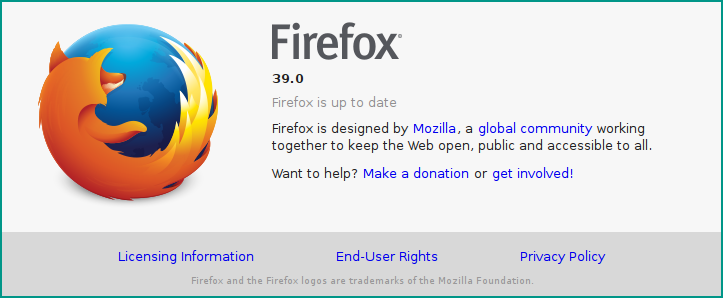 Firefox®
39.0
Firefox is up to date
Firefox is designed by Mozilla, a global community working
together to keep the Web open, public and accessible to all.
Want to help? Make a donation or get involved!
Licensing Information End-User Rights Privacy Policy
Firefox and the Firefox logos are trademarks of the Mozilla Foundation.